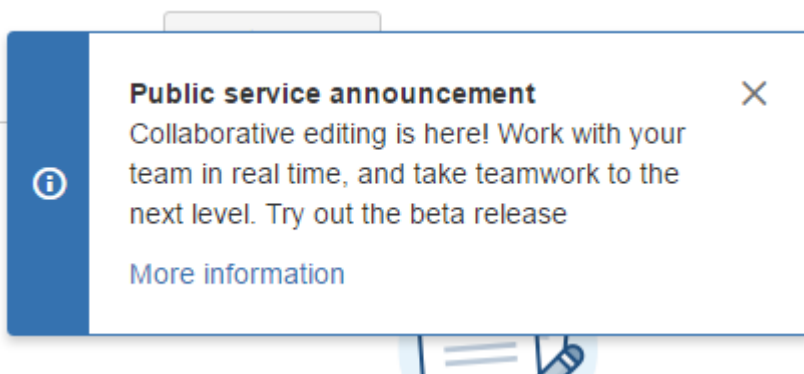 Public service announcement
Collaborative editing is here! Work with your
team in real time, and take teamwork to the
next level. Try out the beta release
More information